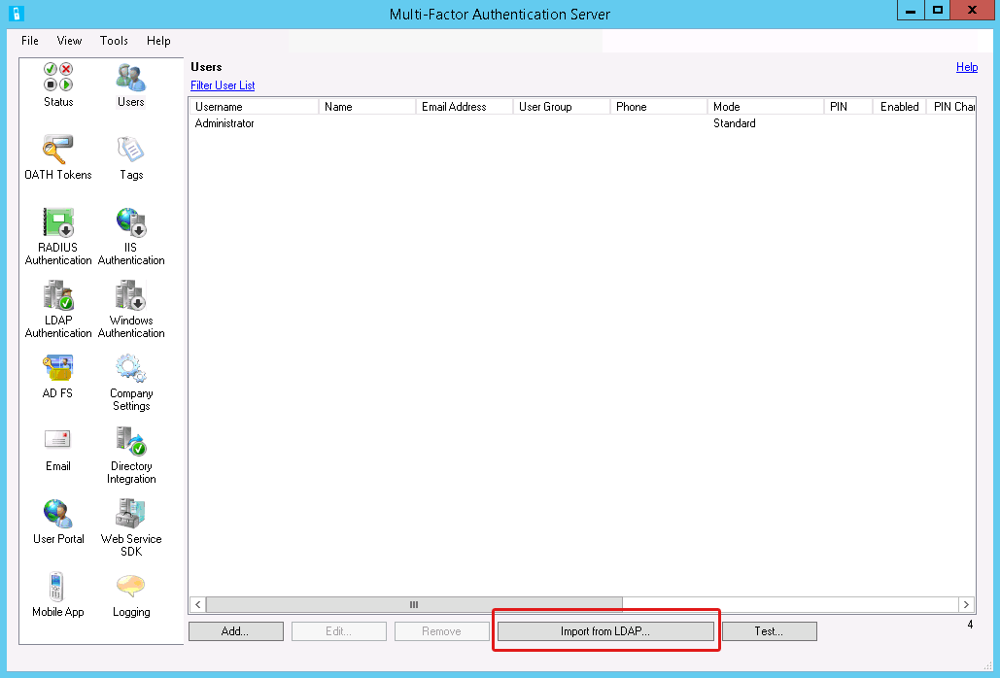 Multi-Factor Authentication Server
File View Tools Help
Status
Users
OATH Tokens
Tags
RADIUS
Authentication
IIS
Authentication
LDAP
Authentication
Windows
Authentication
AD FS
Company
Settings
Email
Directory
Integration
User Portal
Web Service
SDK
Mobile App
Logging
Users
Help
Filter User List
Username Name Email Address User Group Phone Mode PIN Enabled PIN Char
Administrator Standard
Add... Edit... Remove Import from LDAP... Test...
4